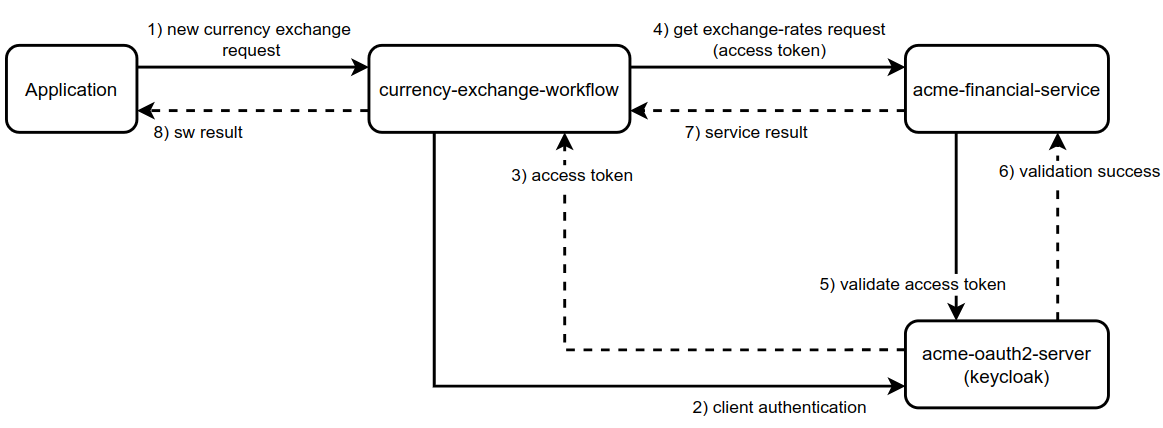 1) new currency exchange
request
4) get exchange-rates request
(access token)
Application
currency-exchange-workflow
acme-financial-service
8) sw result
7) service result
3) access token
6) validation success
5) validate access token
acme-oauth2-server
(keycloak)
2) client authentication